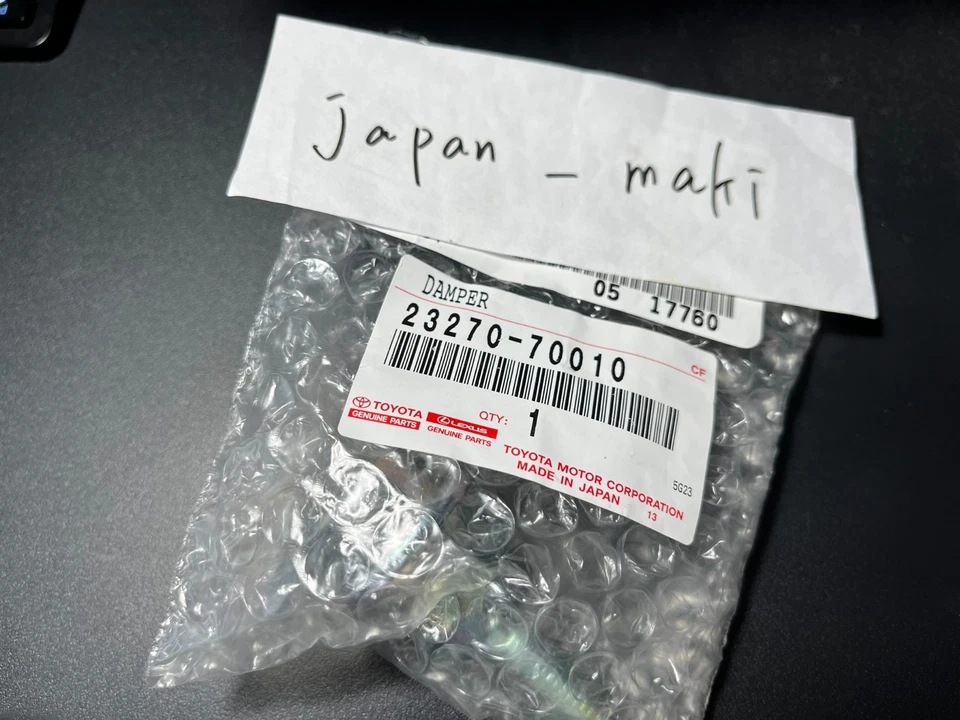 japan - maki
05 17760
DAMPER
23270-70010
CF
TOYOTA
GENUINE PARTS
LEXUS
GENUINE PARTS
QTY:
1
TOYOTA MOTOR CORPORATION
MADE IN JAPAN
13
5G23